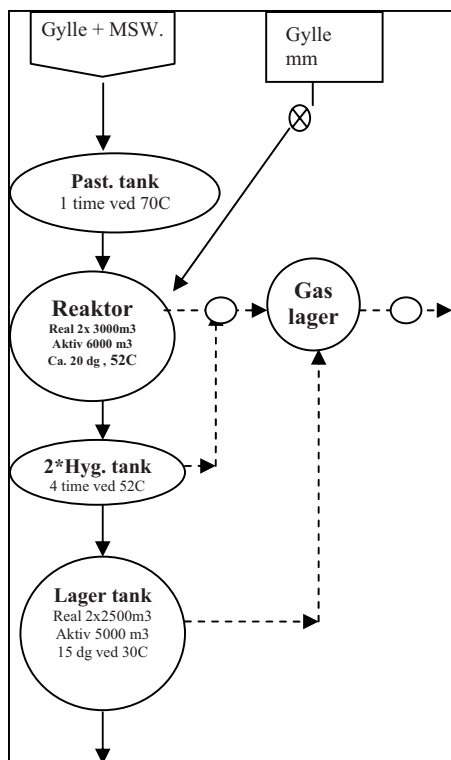 Gylle + MSW.
Gylle
mm
Past. tank
1 time ved 70C
Reaktor
Real 2x 3000m3
Aktiv 6000 m3
Ca. 20 dg , 52C
Gas
lager
2*Hyg. tank
4 time ved 52C
Lager tank
Real 2x2500m3
Aktiv 5000 m3
15 dg ved 30C